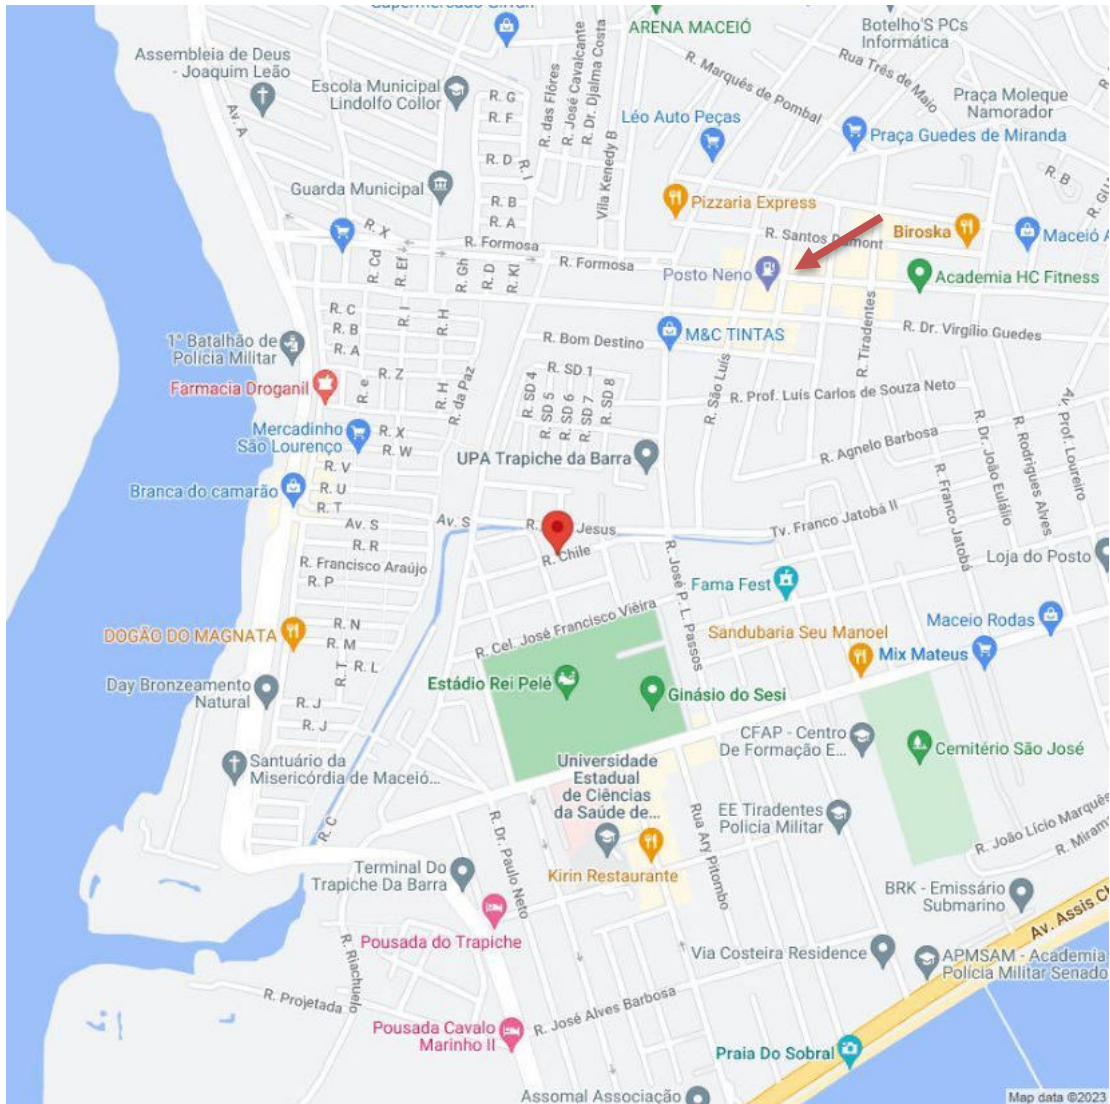 Supermercado
ARENA MACEIÓ
Botelho'S PCs
Informática
Assembleia de Deus
- Joaquim Leão
Escola Municipal
Lindolfo Collor
R. G
R. F
R. das Flôres
R. José Cavalcante
R. Dr. Djalma Costa
R. Marquês de Pombal
Rua Três de Maio
Praça Moleque
Namorador
Av. A
Léo Auto Peças
Praça Guedes de Miranda
R. D
R. I
Vila Kenedy B
R. B
Guarda Municipal
R. B
R. A
Pizzaria Express
R. X
R. Formosa
R. Santos Dumont
Biroska
Maceió A
R. Cd
R. Ef
R. Gh
R. D
R. Kl
R. Formosa
Posto Neno
Academia HC Fitness
R. C
R. B
R. A
R. I
R. H
1° Batalhão de
Polícia Militar
R. Bom Destino
M&C TINTAS
R. Tiradentes
R. Dr. Virgílio Guedes
Farmacia Droganil
R. e
R. Z
R. H
R. da Paz
R. SD 1
R. SD 4
R. SD 5
R. SD 6
R. SD 7
R. SD 8
R. São Luís
R. Prof. Luís Carlos de Souza Neto
Av. Prof. Loureiro
Mercadinho
São Lourenço
R. X
R. W
R. V
R. U
R. T
UPA Trapiche da Barra
R. Agnelo Barbosa
R. Franco Jatobá
R. Dr. João Eulálio
R. Rodrigues Alves
Branca do camarão
Av. S
Av. S
R.
Jesus
Tv. Franco Jatobá II
R. R
R. Francisco Araújo
R. P
R. Chile
R. José P. L. Passos
Loja do Posto
Fama Fest
R. N
R. M
R. L
R. T
DOGÃO DO MAGNATA
R. Cel. José Francisco Viêira
Sandubaria Seu Manoel
Maceio Rodas
Mix Mateus
Day Bronzeamento
Natural
R. J
R. J
Estádio Rei Pelé
Ginásio do Sesi
CFAP - Centro
De Formação E...
Cemitério São José
Santuário da
Misericórdia de Maceió...
Universidade
Estadual
de Ciências
da Saúde de...
R. C
R. Dr. Paulo Neto
Rua Ary Pitombo
EE Tiradentes
Policia Militar
R. João Lício Marquês
Terminal Do
Trapiche Da Barra
Kirin Restaurante
BRK - Emissário
Submarino
Av. Assis
Pousada do Trapiche
R. Riachuelo
Via Costeira Residence
APMSAM - Academia
Polícia Militar Senado
R. Projetada
Pousada Cavalo
Marinho II
R. José Alves Barbosa
Praia Do Sobral
Assomal Associação
Map data ©2023